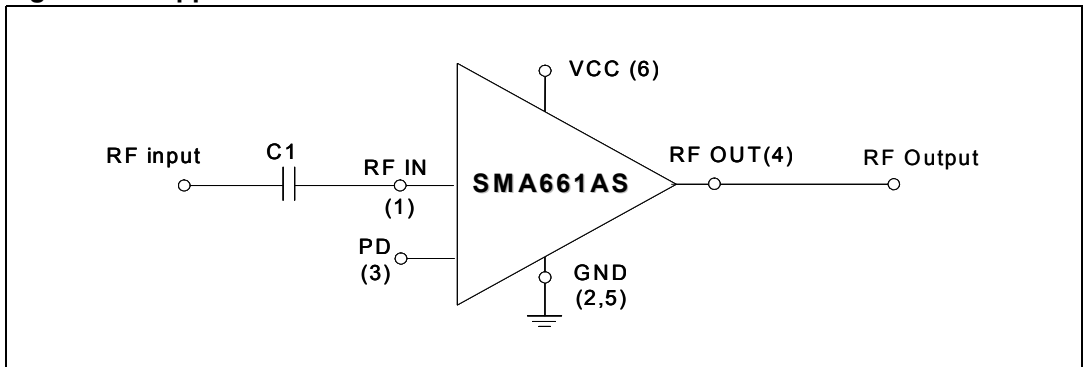 VCC (6)
RF input
C1
RF IN
(1)
SMA661AS
RF OUT(4)
RF Output
PD
(3)
GND
(2,5)